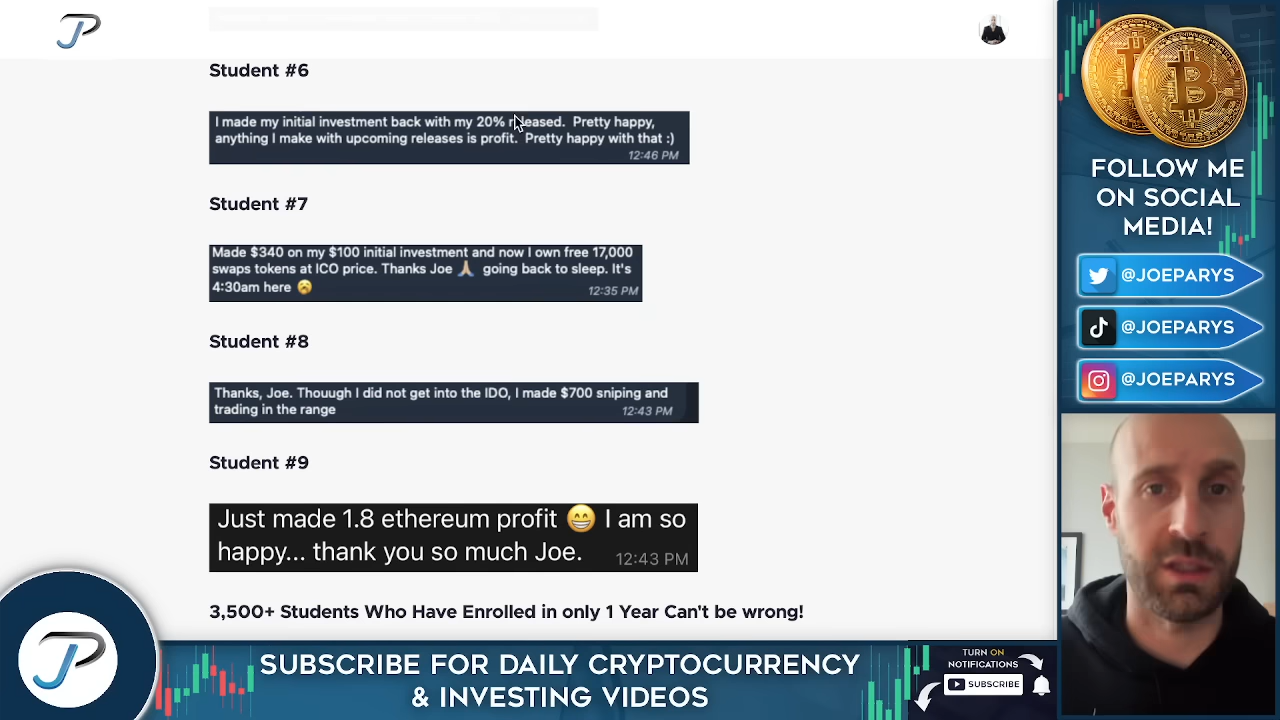 Student #6
I made my initial investment back with my 20% released. Pretty happy,
anything I make with upcoming releases is profit. Pretty happy with that :)
12:46 PM
Student #7
Made $340 on my $100 initial investment and now I own free 17,000
swaps tokens at ICO price. Thanks Joe 🙏🏼 going back to sleep. It's
4:30am here 🥱
12:35 PM
Student #8
Thanks, Joe. Thouugh I did not get into the IDO, I made $700 sniping and
trading in the range
12:43 PM
Student #9
Just made 1.8 ethereum profit 😁 I am so
happy... thank you so much Joe.
12:43 PM
3,500+ Students Who Have Enrolled in only 1 Year Can't be wrong!
FOLLOW ME
ON SOCIAL
MEDIA!
@JOEPARYS
@JOEPARYS
@JOEPARYS
JP
JP
SUBSCRIBE FOR DAILY CRYPTOCURRENCY
& INVESTING VIDEOS
TURN ON
NOTIFICATIONS
SUBSCRIBE